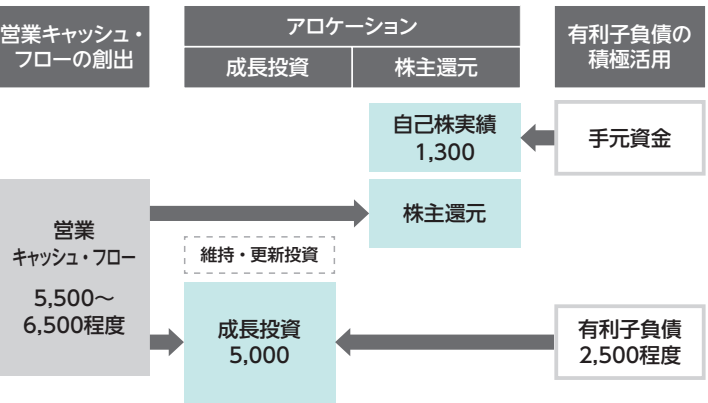 営業キャッシュ・
フローの創出
アロケーション
成長投資
株主還元
有利子負債の
積極活用
自己株実績
1,300
手元資金
株主還元
営業
キャッシュ・フロー
5,500～
6,500程度
維持・更新投資
成長投資
5,000
有利子負債
2,500程度